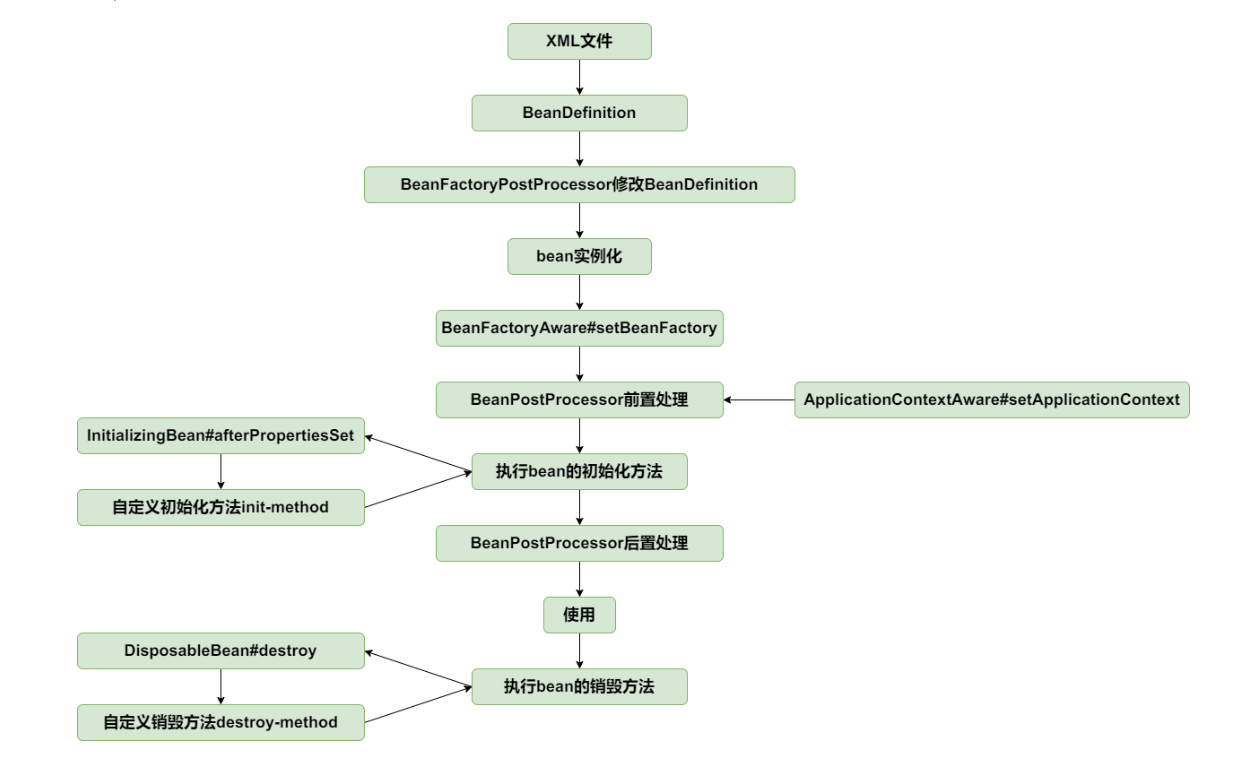 XML文件
BeanDefinition
BeanFactoryPostProcessor修改BeanDefinition
bean实例化
BeanFactoryAware#setBeanFactory
BeanPostProcessor前置处理
ApplicationContextAware#setApplicationContext
InitializingBean#afterPropertiesSet
执行bean的初始化方法
自定义初始化方法init-method
BeanPostProcessor后置处理
使用
DisposableBean#destroy
执行bean的销毁方法
自定义销毁方法destroy-method